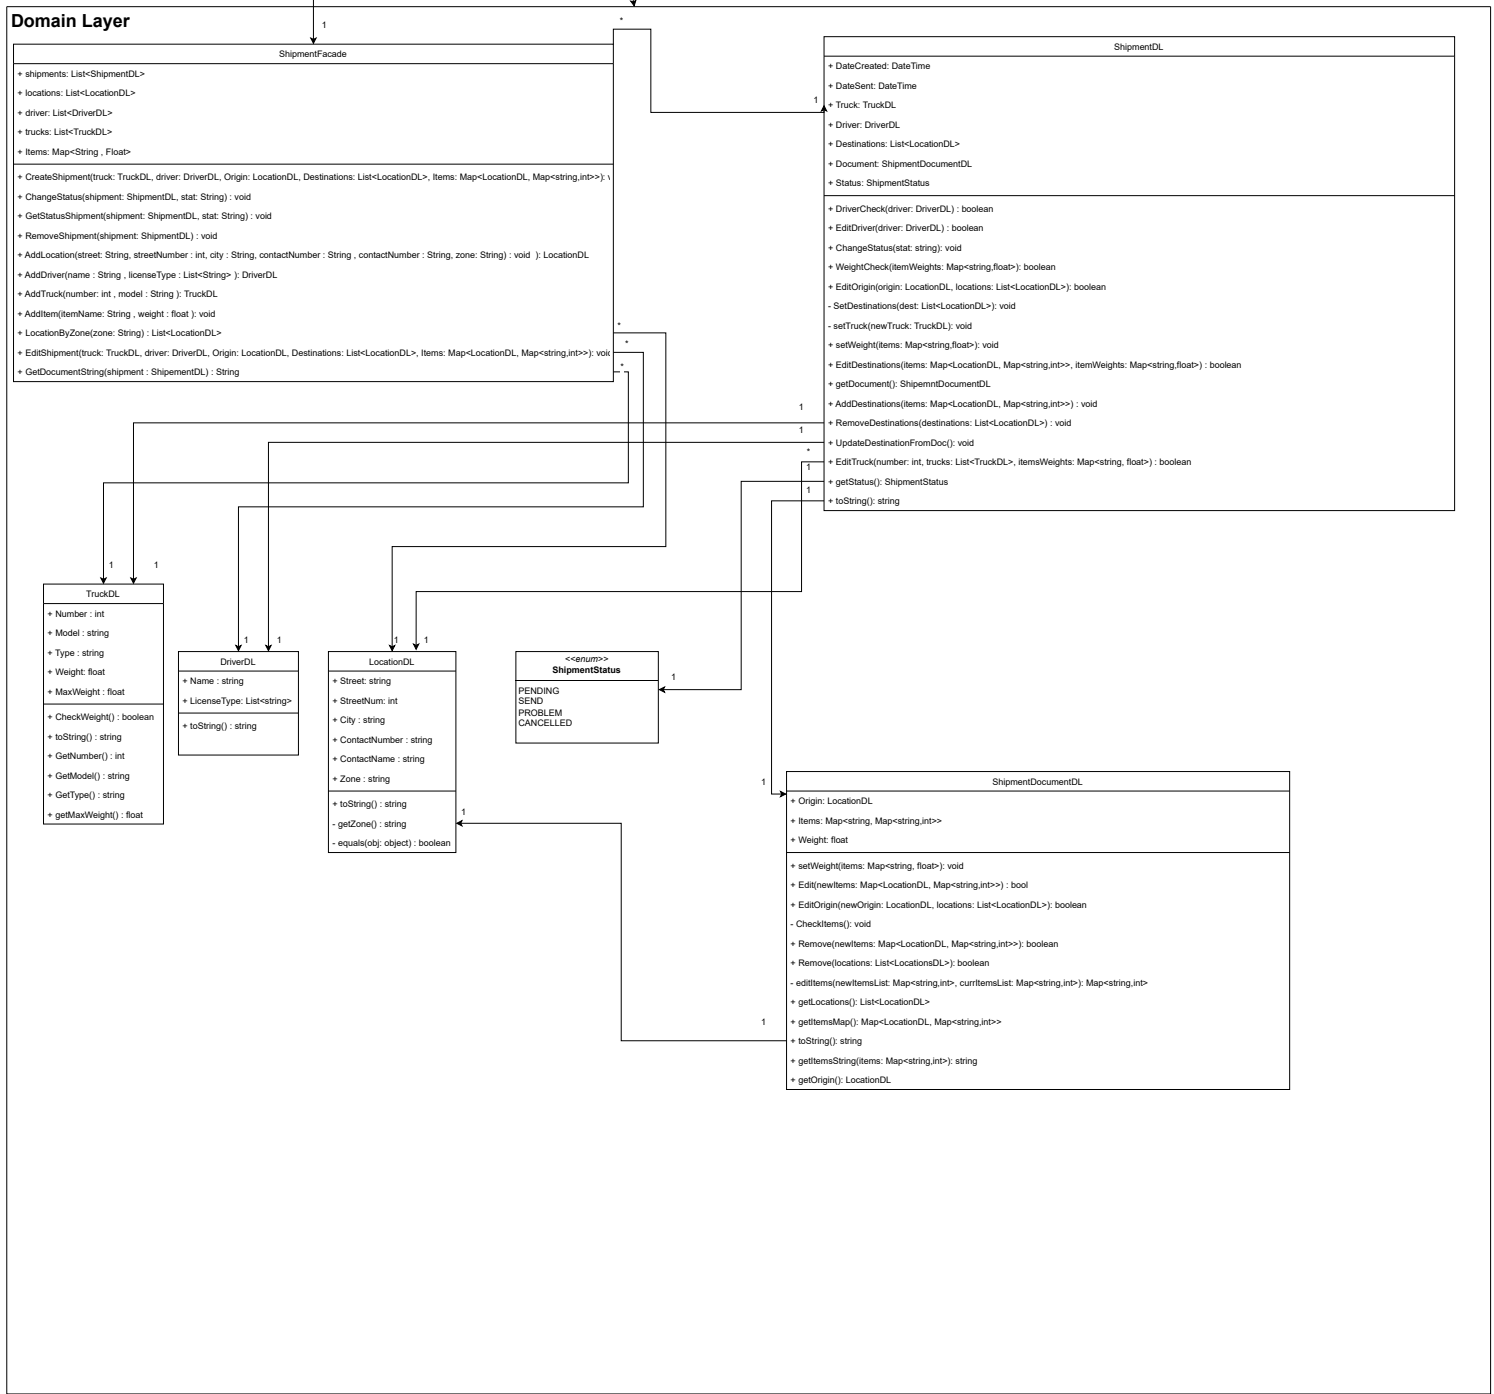 Domain Layer
1
*
ShipmentFacade
+ shipments: List<ShipmentDL>
+ locations: List<LocationDL>
+ driver: List<DriverDL>
+ trucks: List<TruckDL>
+ Items: Map<String , Float>
+ CreateShipment(truck: TruckDL, driver: DriverDL, Origin: LocationDL, Destinations: List<LocationDL>, Items: Map<LocationDL, Map<string,int>>):
+ ChangeStatus(shipment: ShipmentDL, stat: String) : void
+ GetStatusShipment(shipment: ShipmentDL, stat: String) : void
+ RemoveShipment(shipment: ShipmentDL) : void
+ AddLocation(street: String, streetNumber : int, city : String, contactNumber : String , contactNumber : String, zone: String) : void ): LocationDL
+ AddDriver(name : String , licenseType : List<String> ): DriverDL
+ AddTruck(number: int , model : String ): TruckDL
+ AddItem(itemName: String , weight : float ): void
+ LocationByZone(zone: String) : List<LocationDL>
+ EditShipment(truck: TruckDL, driver: DriverDL, Origin: LocationDL, Destinations: List<LocationDL>, Items: Map<LocationDL, Map<string,int>>): voi
+ GetDocumentString(shipment : ShipementDL) : String
*
*
*
1
ShipmentDL
+ DateCreated: DateTime
+ DateSent: DateTime
+ Truck: TruckDL
+ Driver: DriverDL
+ Destinations: List<LocationDL>
+ Document: ShipmentDocumentDL
+ Status: ShipmentStatus
+ DriverCheck(driver: DriverDL) : boolean
+ EditDriver(driver: DriverDL) : boolean
+ ChangeStatus(stat: string): void
+ WeightCheck(itemWeights: Map<string,float>): boolean
+ EditOrigin(origin: LocationDL, locations: List<LocationDL>): boolean
- SetDestinations(dest: List<LocationDL>): void
- setTruck(newTruck: TruckDL): void
+ setWeight(items: Map<string,float>): void
+ EditDestinations(items: Map<LocationDL, Map<string,int>>, itemWeights: Map<string,float>) : boolean
+ getDocument(): ShipemntDocumentDL
+ AddDestinations(items: Map<LocationDL, Map<string,int>>) : void
+ RemoveDestinations(destinations: List<LocationDL>) : void
+ UpdateDestinationFromDoc(): void
+ EditTruck(number: int, trucks: List<TruckDL>, itemsWeights: Map<string, float>) : boolean
+ getStatus(): ShipmentStatus
+ toString(): string
1
1
*
1
1
1
1
TruckDL
+ Number : int
+ Model : string
+ Type : string
+ Weight: float
+ MaxWeight : float
+ CheckWeight() : boolean
+ toString() : string
+ GetNumber() : int
+ GetModel() : string
+ GetType() : string
+ getMaxWeight() : float
1
1
DriverDL
+ Name : string
+ LicenseType: List<string>
+ toString() : string
1
1
LocationDL
+ Street: string
+ StreetNum: int
+ City : string
+ ContactNumber : string
+ ContactName : string
+ Zone : string
+ toString() : string
- getZone() : string
- equals(obj: object) : boolean
1
<<enum>>
ShipmentStatus
PENDING
SEND
PROBLEM
CANCELLED
1
1
ShipmentDocumentDL
+ Origin: LocationDL
+ Items: Map<string, Map<string,int>>
+ Weight: float
+ setWeight(items: Map<string, float>): void
+ Edit(newItems: Map<LocationDL, Map<string,int>>) : bool
+ EditOrigin(newOrigin: LocationDL, locations: List<LocationDL>): boolean
- CheckItems(): void
+ Remove(newItems: Map<LocationDL, Map<string,int>>): boolean
+ Remove(locations: List<LocationsDL>): boolean
- editItems(newItemsList: Map<string,int>, currItemsList: Map<string,int>): Map<string,int>
+ getLocations(): List<LocationDL>
+ getItemsMap(): Map<LocationDL, Map<string,int>>
+ toString(): string
+ getItemsString(items: Map<string,int>): string
+ getOrigin(): LocationDL
1